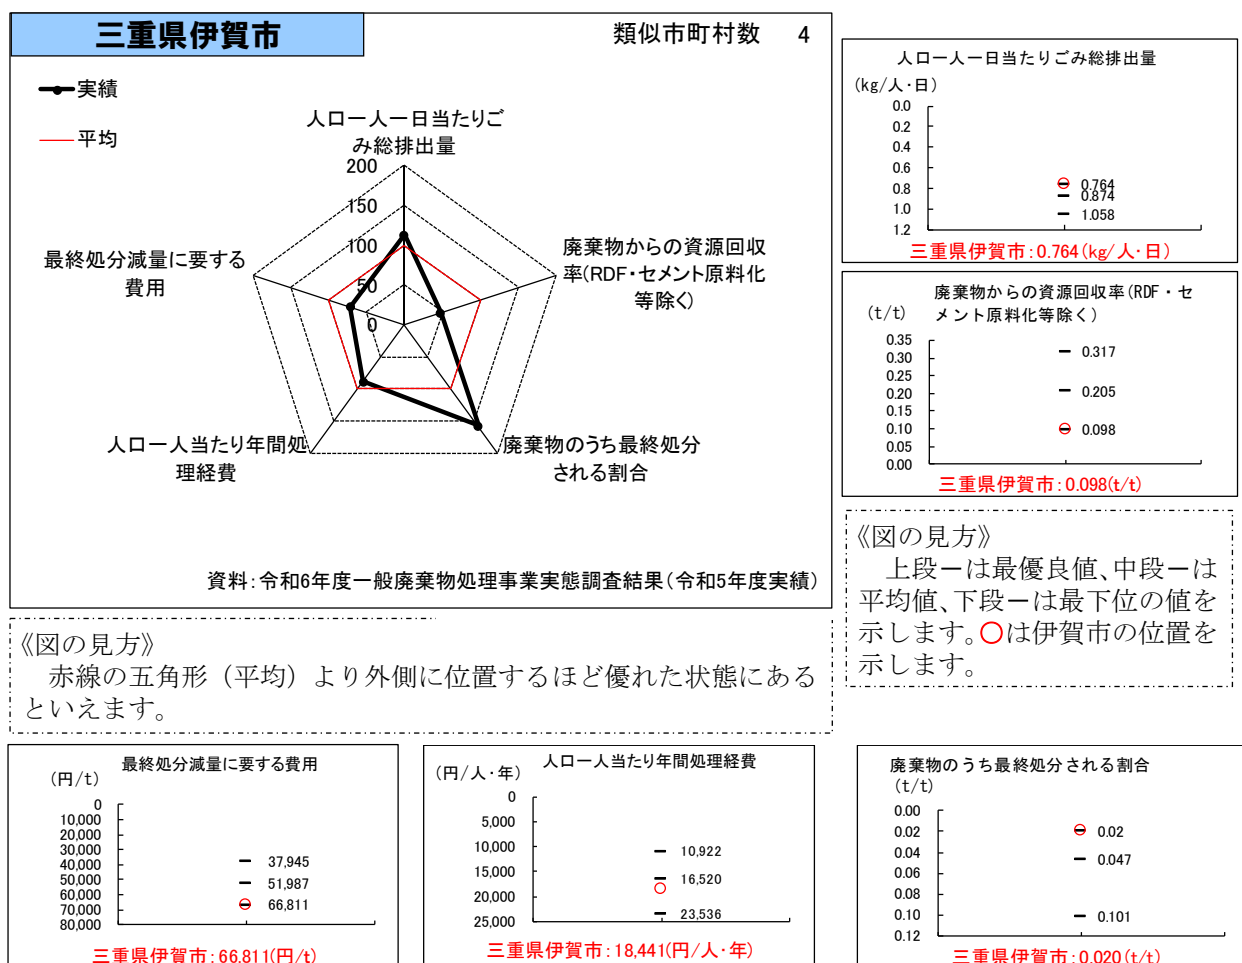 三重県伊賀市
類似市町村数 4
実績
平均
人口一人一日当たりご
み総排出量
200
150
100
50
0
廃棄物からの資源回収
率(RDF・セメント原料化
等除く)
最終処分減量に要する
費用
人口一人当たり年間処
理経費
廃棄物のうち最終処分
される割合
資料:令和6年度一般廃棄物処理事業実態調査結果(令和5年度実績)
人口一人一日当たりごみ総排出量
(kg/人・日)
0.0
0.2
0.4
0.6
0.8
1.0
1.2
0.764
0.874
1.058
三重県伊賀市:0.764(kg/人・日)
廃棄物からの資源回収率(RDF・セ
メント原料化等除く)
(t/t)
0.35
0.30
0.25
0.20
0.15
0.10
0.05
0.00
0.317
0.205
0.098
三重県伊賀市:0.098(t/t)
《図の見方》
上段ーは最優良値、中段ーは
平均値、下段ーは最下位の値を
示します。○は伊賀市の位置を
示します。
《図の見方》
赤線の五角形（平均）より外側に位置するほど優れた状態にある
といえます。
最終処分減量に要する費用
(円/t)
0
10,000
20,000
30,000
40,000
50,000
60,000
70,000
80,000
37,945
51,987
66,811
三重県伊賀市:66,811(円/t)
人口一人当たり年間処理経費
(円/人・年)
0
5,000
10,000
15,000
20,000
25,000
10,922
16,520
23,536
三重県伊賀市:18,441(円/人・年)
廃棄物のうち最終処分される割合
(t/t)
0.00
0.02
0.04
0.06
0.08
0.10
0.12
0.02
0.047
0.101
三重県伊賀市:0.020(t/t)